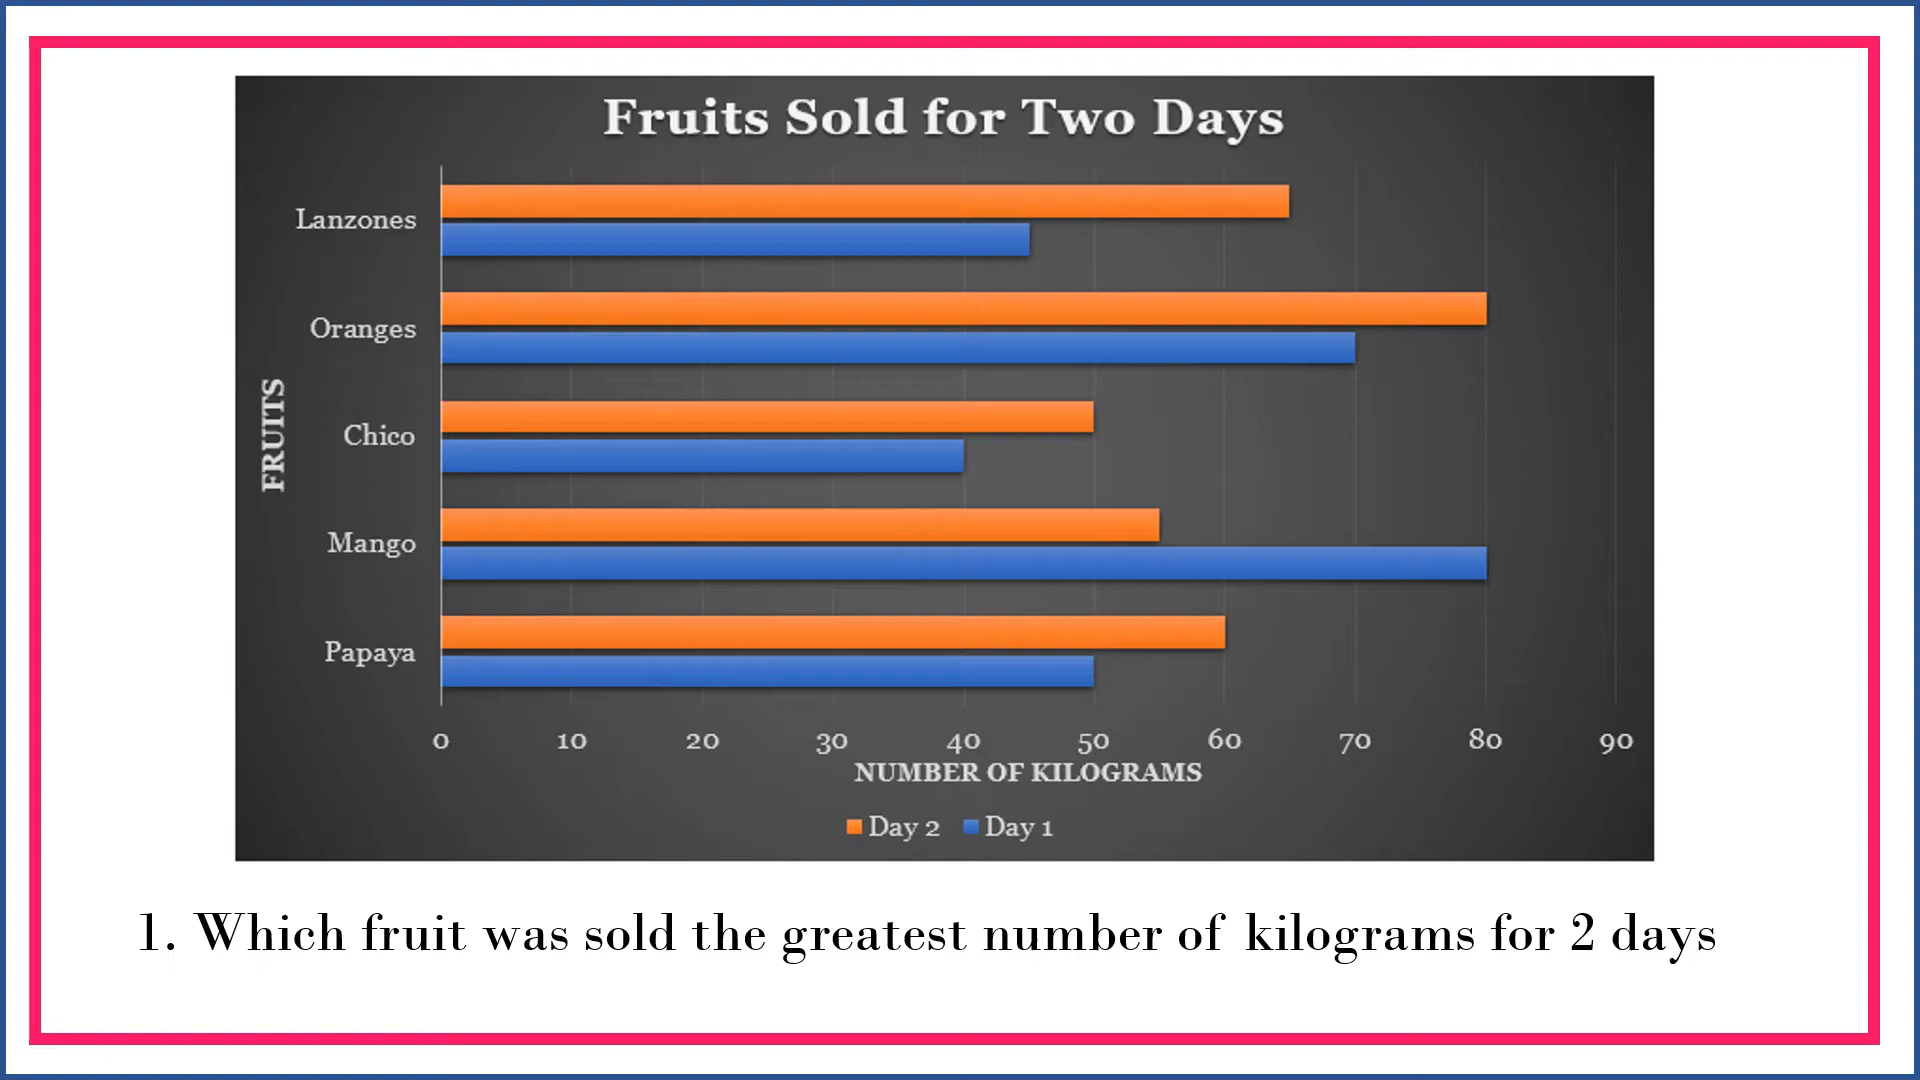 Fruits Sold for Two Days
FRUITS
Lanzones
Oranges
Chico
Mango
Papaya
0 10 20 30 40 50 60 70 80 90
NUMBER OF KILOGRAMS
Day 2 Day 1
1. Which fruit was sold the greatest number of kilograms for 2 days